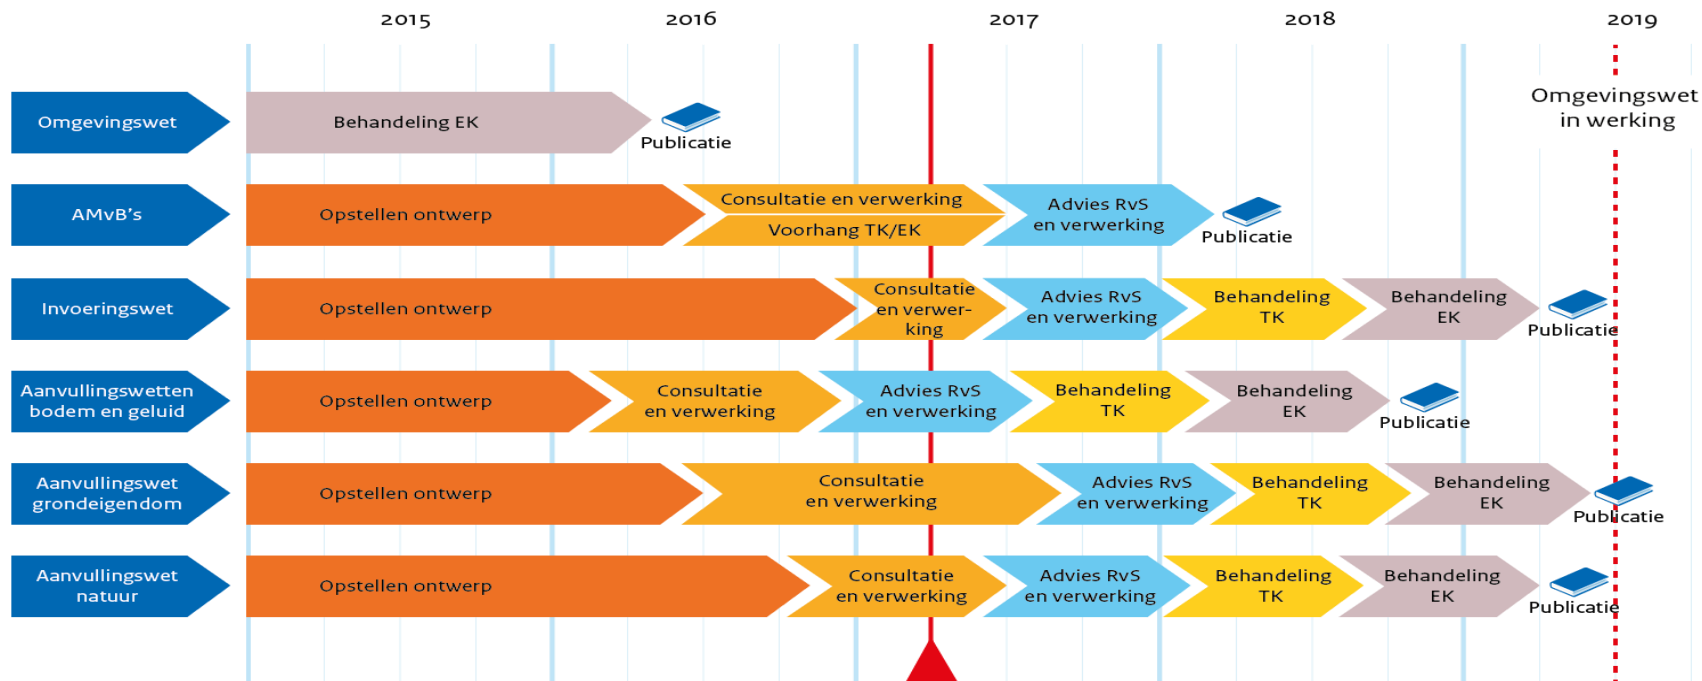 2015 2016 2017 2018 2019
Omgevingswet
in werking
Omgevingswet
Behandeling EK
Publicatie
AMvB's
Opstellen ontwerp
Consultatie en verwerking
Voorhang TK/EK
Advies RvS
en verwerking
Publicatie
Invoeringswet
Opstellen ontwerp
Consultatie
en verwer-
king
Advies RvS
en verwerking
Behandeling
TK
Behandeling
EK
Publicatie
Aanvullingswetten
bodem en geluid
Opstellen ontwerp
Consultatie
en verwerking
Advies RvS
en verwerking
Behandeling
TK
Behandeling
EK
Publicatie
Aanvullingswet
grondeigendom
Opstellen ontwerp
Consultatie
en verwerking
Advies RvS
en verwerking
Behandeling
TK
Behandeling
EK
Publicatie
Aanvullingswet
natuur
Opstellen ontwerp
Consultatie
en verwerking
Advies RvS
en verwerking
Behandeling
TK
Behandeling
EK
Publicatie